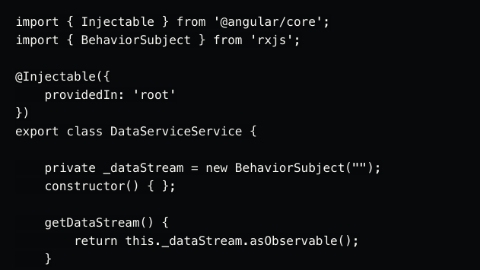 import { Injectable } from '@angular/core';
import { BehaviorSubject } from 'rxjs';
@Injectable({
    providedIn: 'root'
})
export class DataServiceService {
    private _dataStream = new BehaviorSubject("");
    constructor() { };
    getDataStream() {
        return this._dataStream.asObservable();
    }